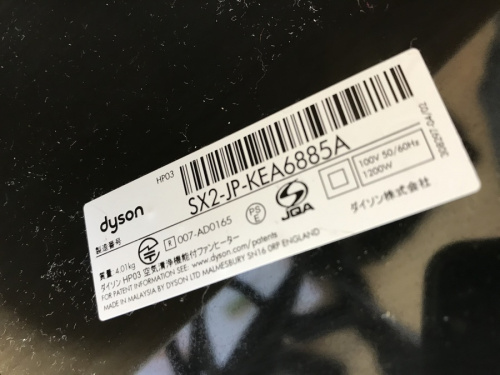 HP03
SX2-JP-KEA6885A
dyson
製造番号
R 007-AD0165
PS
E
JQA
100V 50/60Hz
1200W
308297-04/02
質量: 4.01kg
ダイソン HP03 空気清浄機能付ファンヒーター
ダイソン株式会社
FOR PATENT INFORMATION SEE: www.dyson.com/patents
MADE IN MALAYSIA BY DYSON LTD MALMESBURY SN16 0RP ENGLAND